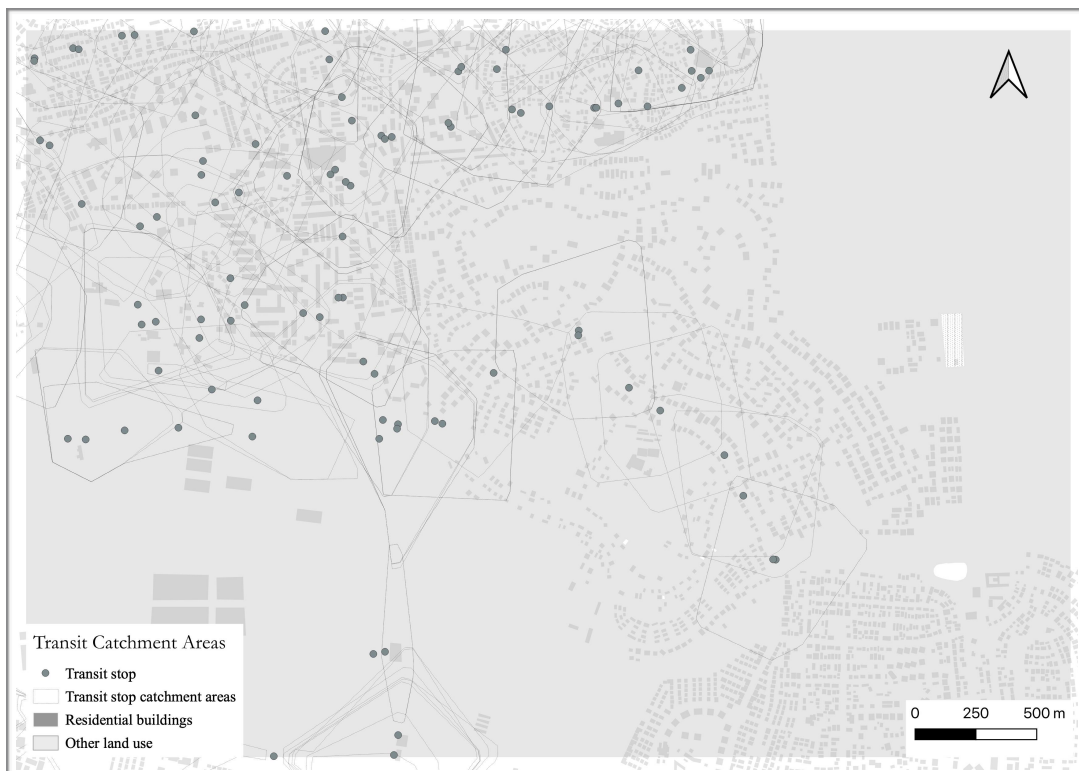 Transit Catchment Areas
Transit stop
Transit stop catchment areas
Residential buildings
Other land use
0 250 500 m